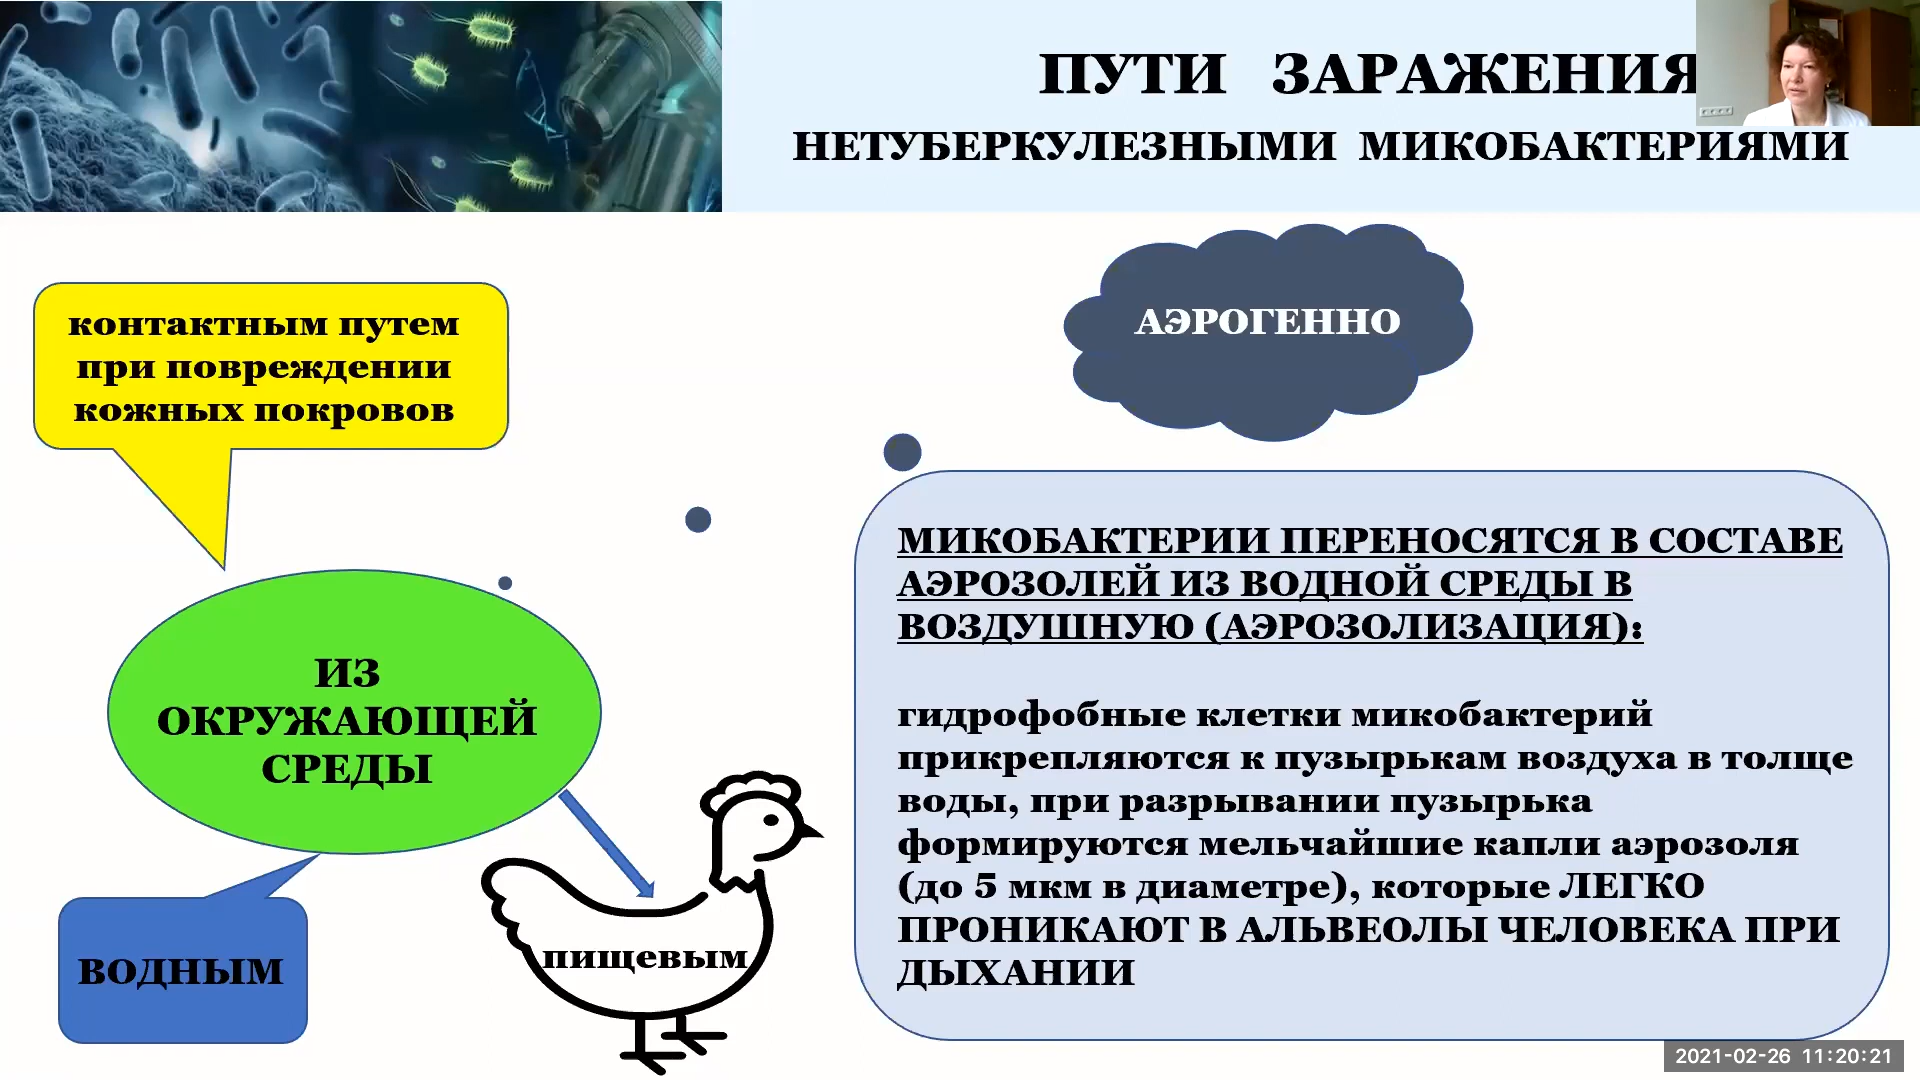 ПУТИ ЗАРАЖЕНИЯ
НЕТУБЕРКУЛЕЗНЫМИ МИКОБАКТЕРИЯМИ
контактным путем
при повреждении
кожных покровов
АЭРОГЕННО
ИЗ
ОКРУЖАЮЩЕЙ
СРЕДЫ
ВОДНЫМ
пищевым
МИКОБАКТЕРИИ ПЕРЕНОСЯТСЯ В СОСТАВЕ
АЭРОЗОЛЕЙ ИЗ ВОДНОЙ СРЕДЫ В
ВОЗДУШНУЮ (АЭРОЗОЛИЗАЦИЯ):
гидрофобные клетки микобактерий
прикрепляются к пузырькам воздуха в толще
воды, при разрывании пузырька
формируются мельчайшие капли аэрозоля
(до 5 мкм в диаметре), которые ЛЕГКО
ПРОНИКАЮТ В АЛЬВЕОЛЫ ЧЕЛОВЕКА ПРИ
ДЫХАНИИ
2021-02-26 11:20:21